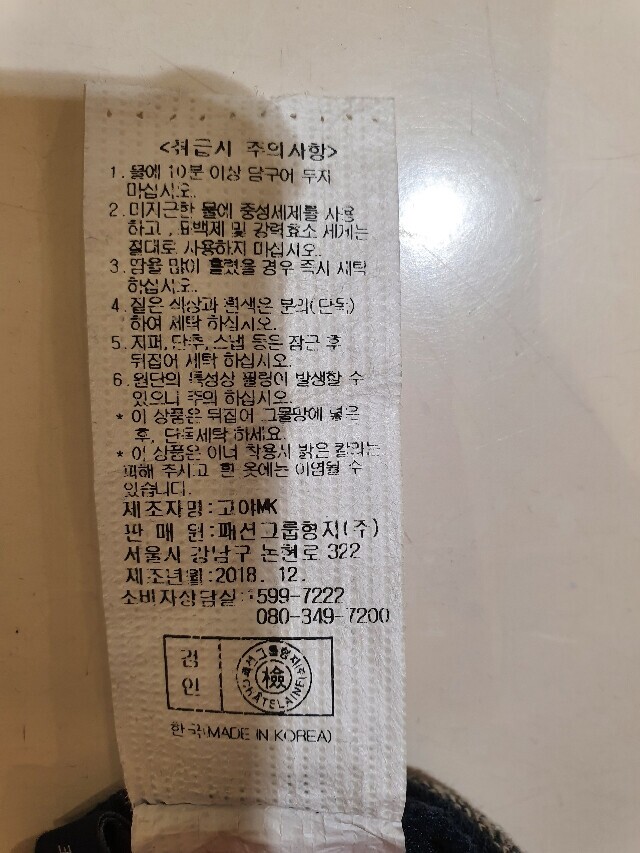 <취급시 주의사항>
1. 물에 10분 이상 담구어 두지
마십시오.
2. 미지근한 물에 중성세제를 사용
하고, 표백제 및 강력효소 세제는
절대로 사용하지 마십시오.
3. 땀을 많이 흘렸을 경우 즉시 세탁
하십시오.
4. 짙은 색상과 흰색은 분리(단독)
하여 세탁 하십시오.
5. 지퍼, 단추, 스냅 등은 잠근 후
뒤집어 세탁 하십시오.
6. 원단의 특성상 필링이 발생할 수
있으니 주의 하십시오.
* 이 상품은 뒤집어 그물망에 넣은
후, 단독세탁 하세요.
* 이 상품은 이너 착용시 밝은 칼라는
피해 주시고 흰 옷에는 이염될 수
있습니다.
제조자명:고야MK
판 매 원:패션그룹형지(주)
서울시 강남구 논현로 322
제조년월:2018. 12.
소비자상담실: 599-7222
080-349-7200
검
인
패션그룹형지(주)
檢
CHATELAINE
한국(MADE IN KOREA)